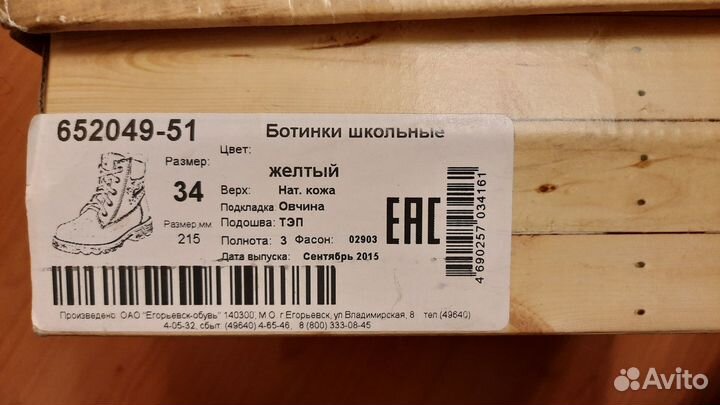 652049-51
Ботинки школьные
Цвет:
желтый
Размер:
34
Размер,мм
215
Верх: Нат. кожа
Подкладка: Овчина
Подошва: ТЭП
Полнота: 3 Фасон: 02903
Дата выпуска: Сентябрь 2015
ЕАС
4 690257 034161
Произведено: ОАО "Егорьевск-обувь" 140300, М.О. г.Егорьевск, ул.Владимирская, 8 тел.(49640)
4-05-32, сбыт: (49640) 4-65-46, 8 (800) 333-08-45
Avito